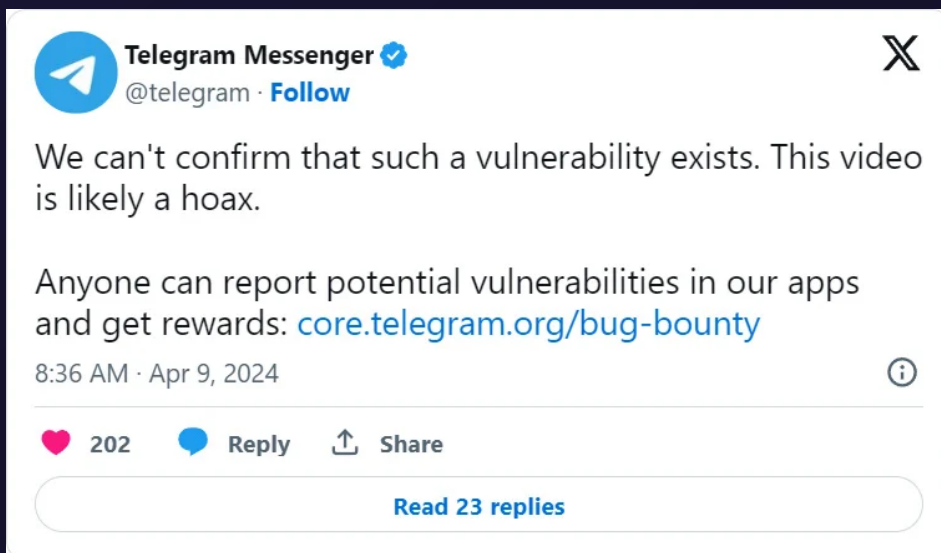 Telegram Messenger
@telegram · Follow
We can't confirm that such a vulnerability exists. This video
is likely a hoax.
Anyone can report potential vulnerabilities in our apps
and get rewards: core.telegram.org/bug-bounty
8:36 AM · Apr 9, 2024
202 Reply Share
Read 23 replies